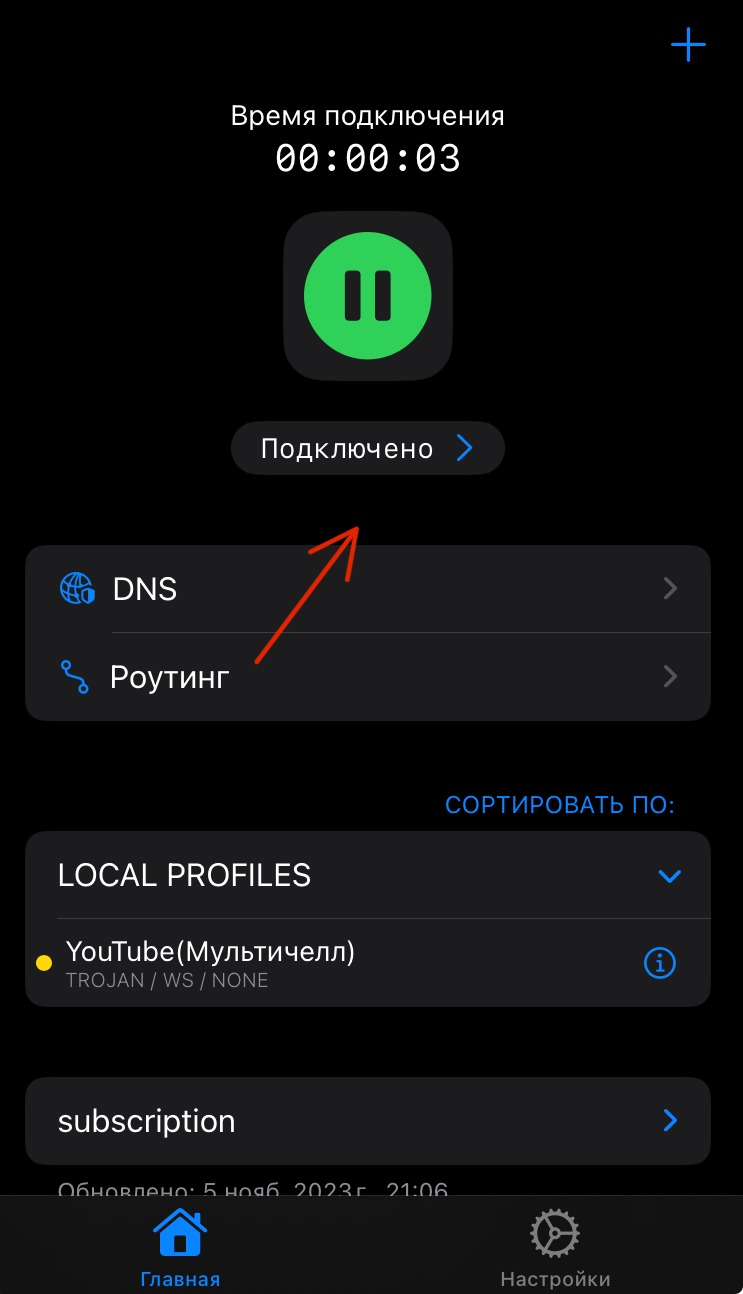 Время подключения
00:00:03
Подключено
DNS
Роутинг
СОРТИРОВАТЬ ПО:
LOCAL PROFILES
YouTube(Мультичелл)
TROJAN / WS / NONE
subscription
Обновлено: 5 нояб. 2023 г., 21:06
Главная
Настройки